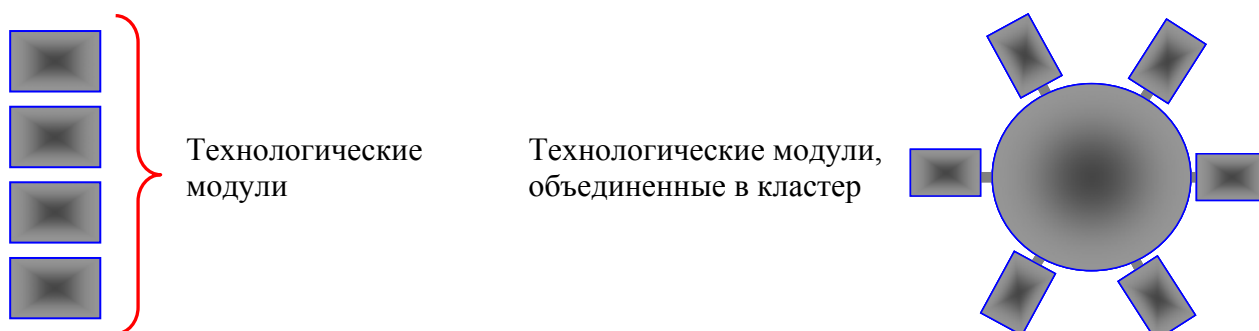 Технологические
модули
Технологические модули,
объединенные в кластер